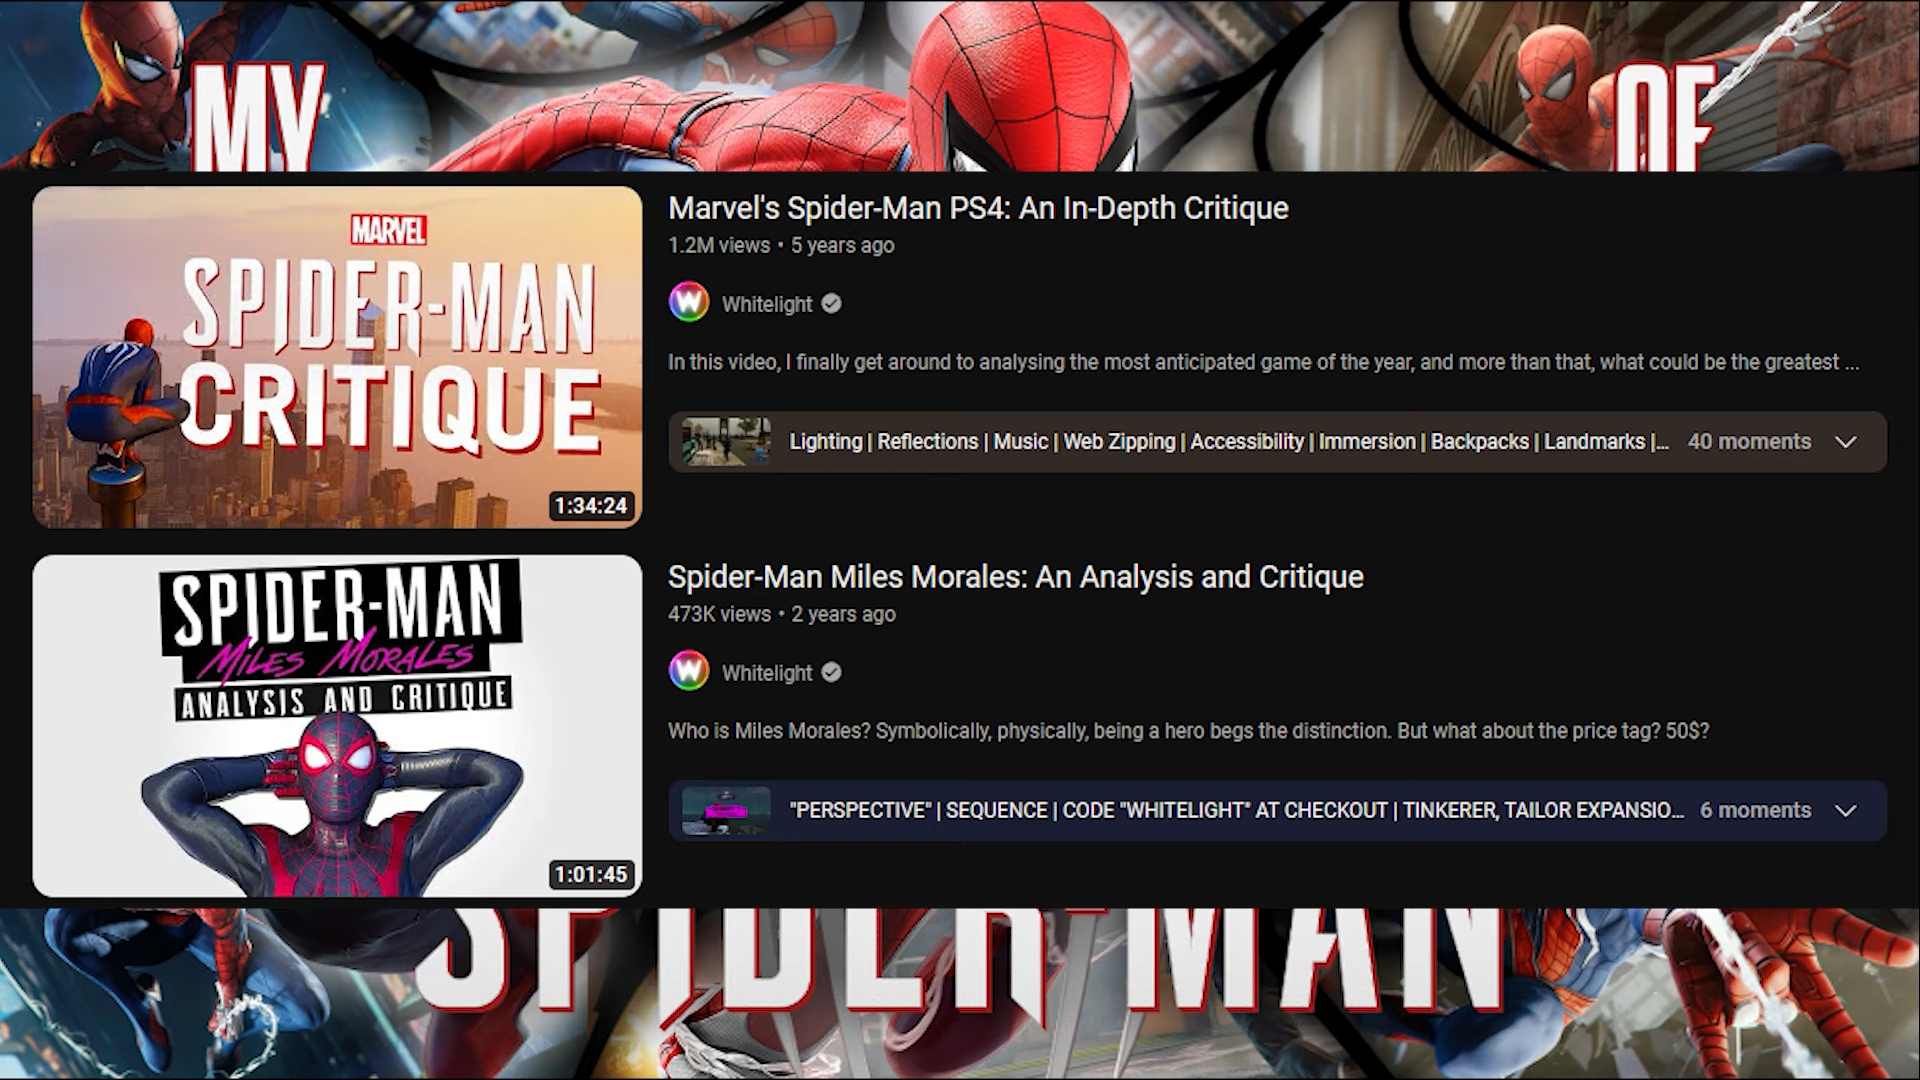 MY
OF
MARVEL
SPIDER-MAN
CRITIQUE
1:34:24
Marvel's Spider-Man PS4: An In-Depth Critique
1.2M views • 5 years ago
W
Whitelight
In this video, I finally get around to analysing the most anticipated game of the year, and more than that, what could be the greatest ...
Lighting | Reflections | Music | Web Zipping | Accessibility | Immersion | Backpacks | Landmarks |...
40 moments
SPIDER-MAN
MILES MORALES
ANALYSIS AND CRITIQUE
1:01:45
Spider-Man Miles Morales: An Analysis and Critique
473K views • 2 years ago
W
Whitelight
Who is Miles Morales? Symbolically, physically, being a hero begs the distinction. But what about the price tag? 50$?
"PERSPECTIVE" | SEQUENCE | CODE "WHITELIGHT" AT CHECKOUT | TINKERER, TAILOR EXPANSIO...
6 moments
SPIDER-MAN